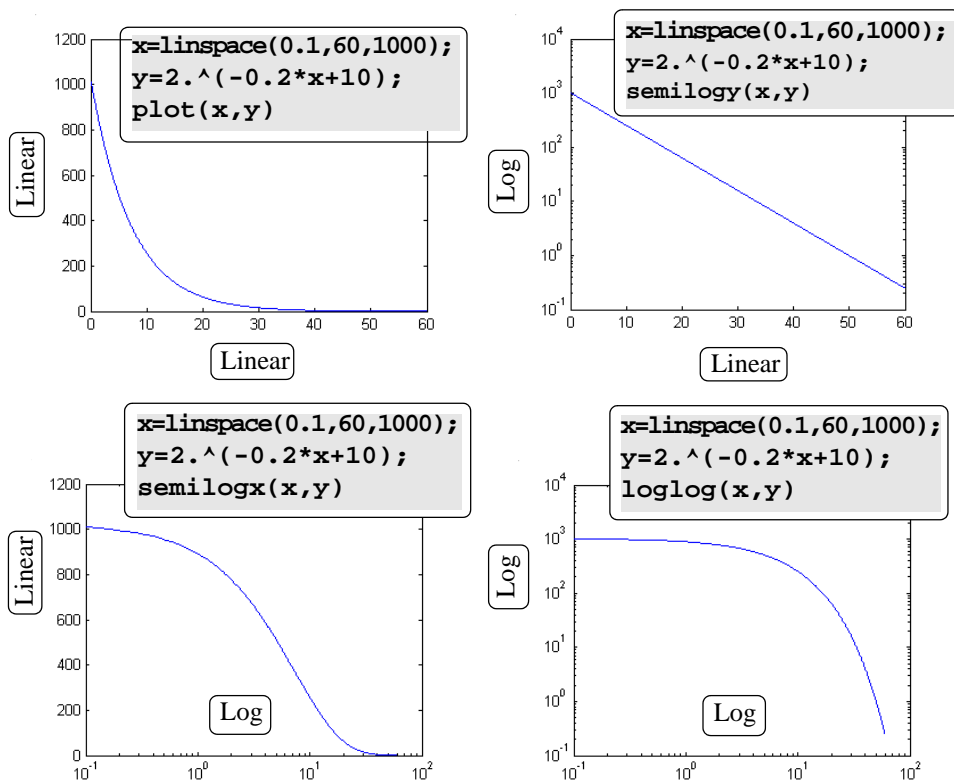 x=linspace(0.1,60,1000);
y=2.^(-0.2*x+10);
plot(x,y)
1200
1000
800
600
400
200
0
Linear
0 10 20 30 40 50 60
Linear
x=linspace(0.1,60,1000);
y=2.^(-0.2*x+10);
semilogy(x,y)
10^4
10^3
10^2
10^1
10^0
10^-1
Log
0 10 20 30 40 50 60
Linear
x=linspace(0.1,60,1000);
y=2.^(-0.2*x+10);
semilogx(x,y)
1200
1000
800
600
400
200
0
Linear
Log
10^-1 10^0 10^1 10^2
x=linspace(0.1,60,1000);
y=2.^(-0.2*x+10);
loglog(x,y)
10^4
10^3
10^2
10^1
10^0
10^-1
Log
Log
10^-1 10^0 10^1 10^2